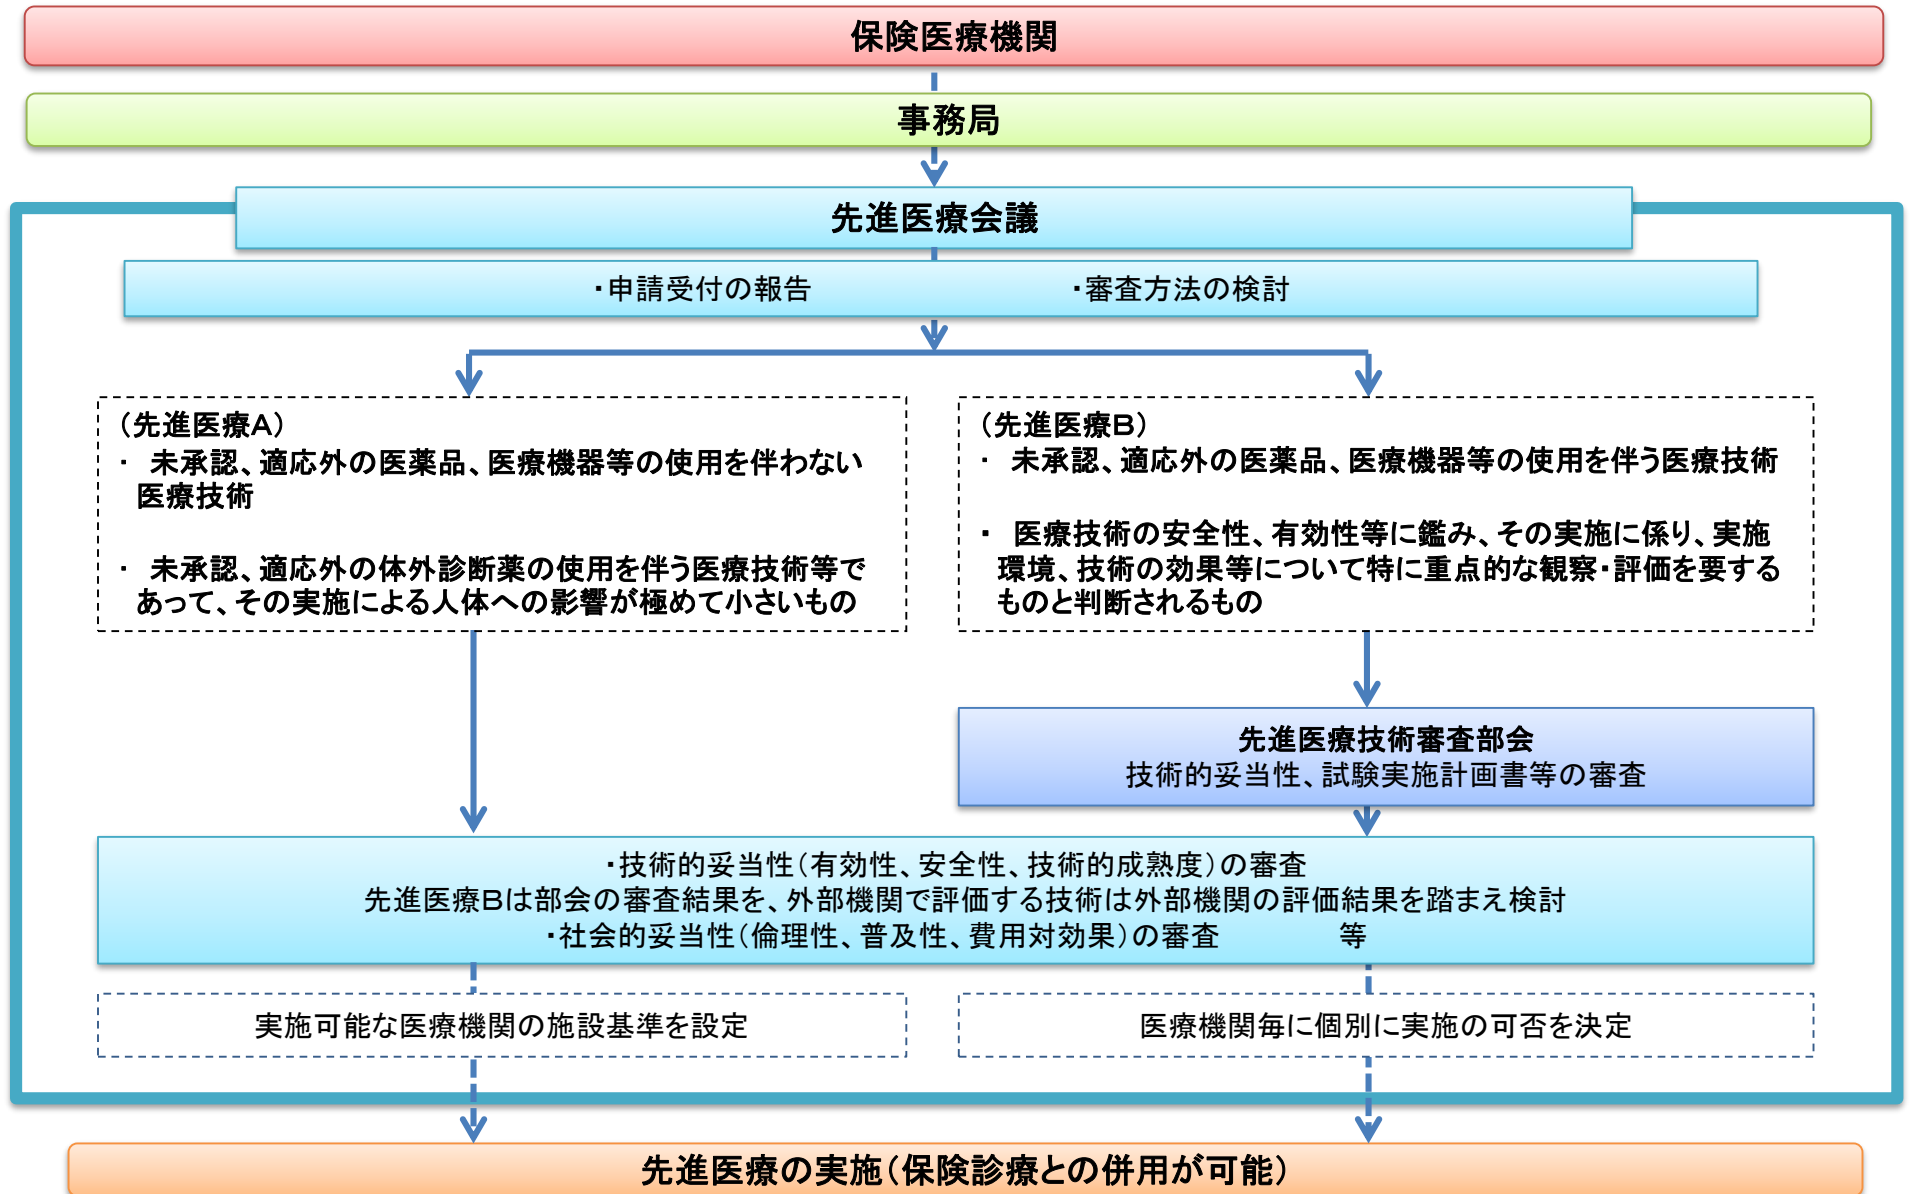 保険医療機関
事務局
先進医療会議
・申請受付の報告　　　　　　　　　・審査方法の検討
（先進医療A）
・ 未承認、適応外の医薬品、医療機器等の使用を伴わない
医療技術
・ 未承認、適応外の体外診断薬の使用を伴う医療技術等で
あって、その実施による人体への影響が極めて小さいもの
（先進医療B）
・ 未承認、適応外の医薬品、医療機器等の使用を伴う医療技術
・ 医療技術の安全性、有効性等に鑑み、その実施に係り、実施
環境、技術の効果等について特に重点的な観察・評価を要する
ものと判断されるもの
先進医療技術審査部会
技術的妥当性、試験実施計画書等の審査
・技術的妥当性（有効性、安全性、技術的成熟度）の審査
先進医療Bは部会の審査結果を、外部機関で評価する技術は外部機関の評価結果を踏まえ検討
・社会的妥当性（倫理性、普及性、費用対効果）の審査　　　　等
実施可能な医療機関の施設基準を設定
医療機関毎に個別に実施の可否を決定
先進医療の実施（保険診療との併用が可能）